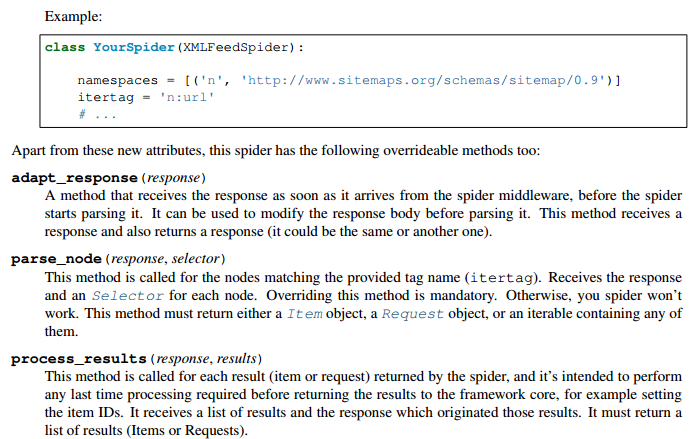 Example:
class YourSpider(XMLFeedSpider):
namespaces = [('n', 'http://www.sitemaps.org/schemas/sitemap/0.9')]
itertag = 'n:url'
# ...
Apart from these new attributes, this spider has the following overrideable methods too:
adapt_response(response)
A method that receives the response as soon as it arrives from the spider middleware, before the spider
starts parsing it. It can be used to modify the response body before parsing it. This method receives a
response and also returns a response (it could be the same or another one).
parse_node(response, selector)
This method is called for the nodes matching the provided tag name (itertag). Receives the response
and an Selector for each node. Overriding this method is mandatory. Otherwise, you spider won't
work. This method must return either a Item object, a Request object, or an iterable containing any of
them.
process_results(response, results)
This method is called for each result (item or request) returned by the spider, and it's intended to perform
any last time processing required before returning the results to the framework core, for example setting
the item IDs. It receives a list of results and the response which originated those results. It must return a
list of results (Items or Requests).